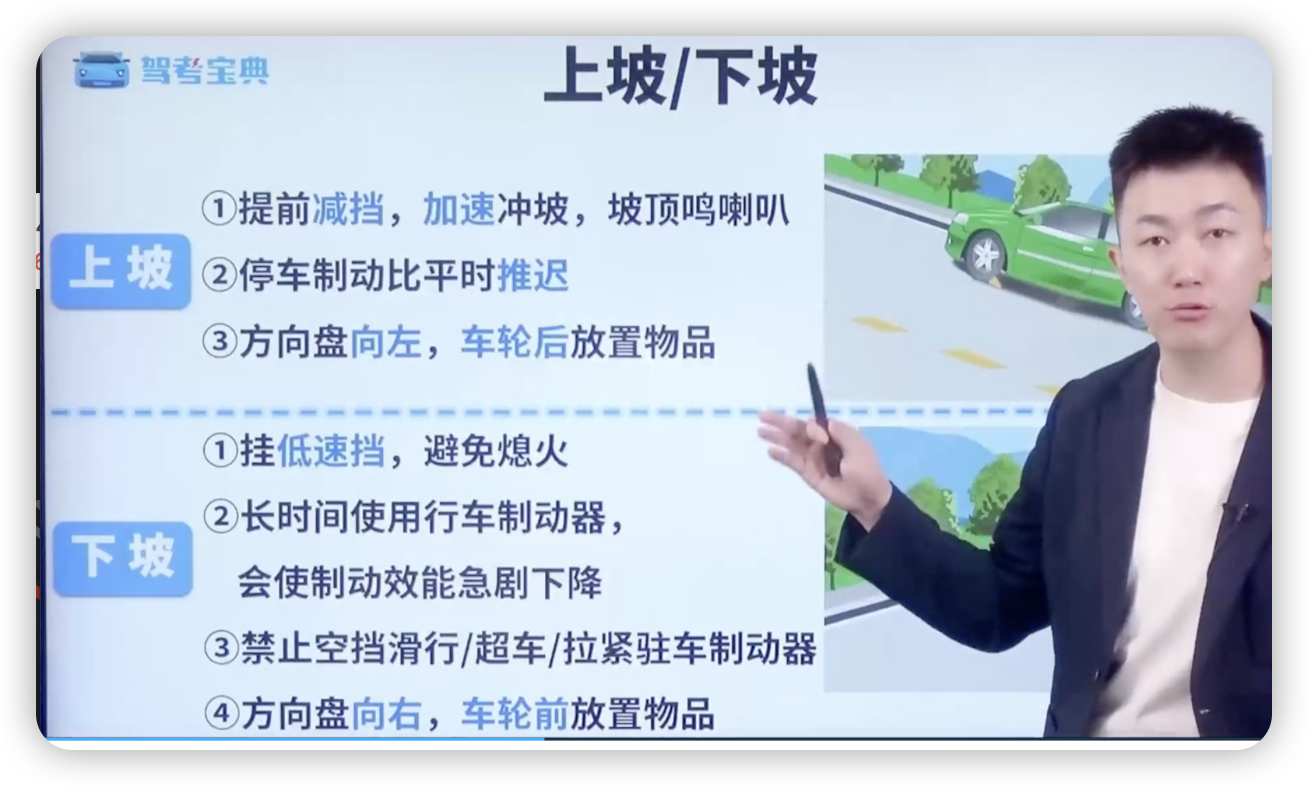 驾考宝典
上坡/下坡
上坡
①提前减挡，加速冲坡，坡顶鸣喇叭
②停车制动比平时推迟
③方向盘向左，车轮后放置物品
下坡
①挂低速挡，避免熄火
②长时间使用行车制动器，
会使制动效能急剧下降
③禁止空挡滑行/超车/拉紧驻车制动器
④方向盘向右，车轮前放置物品